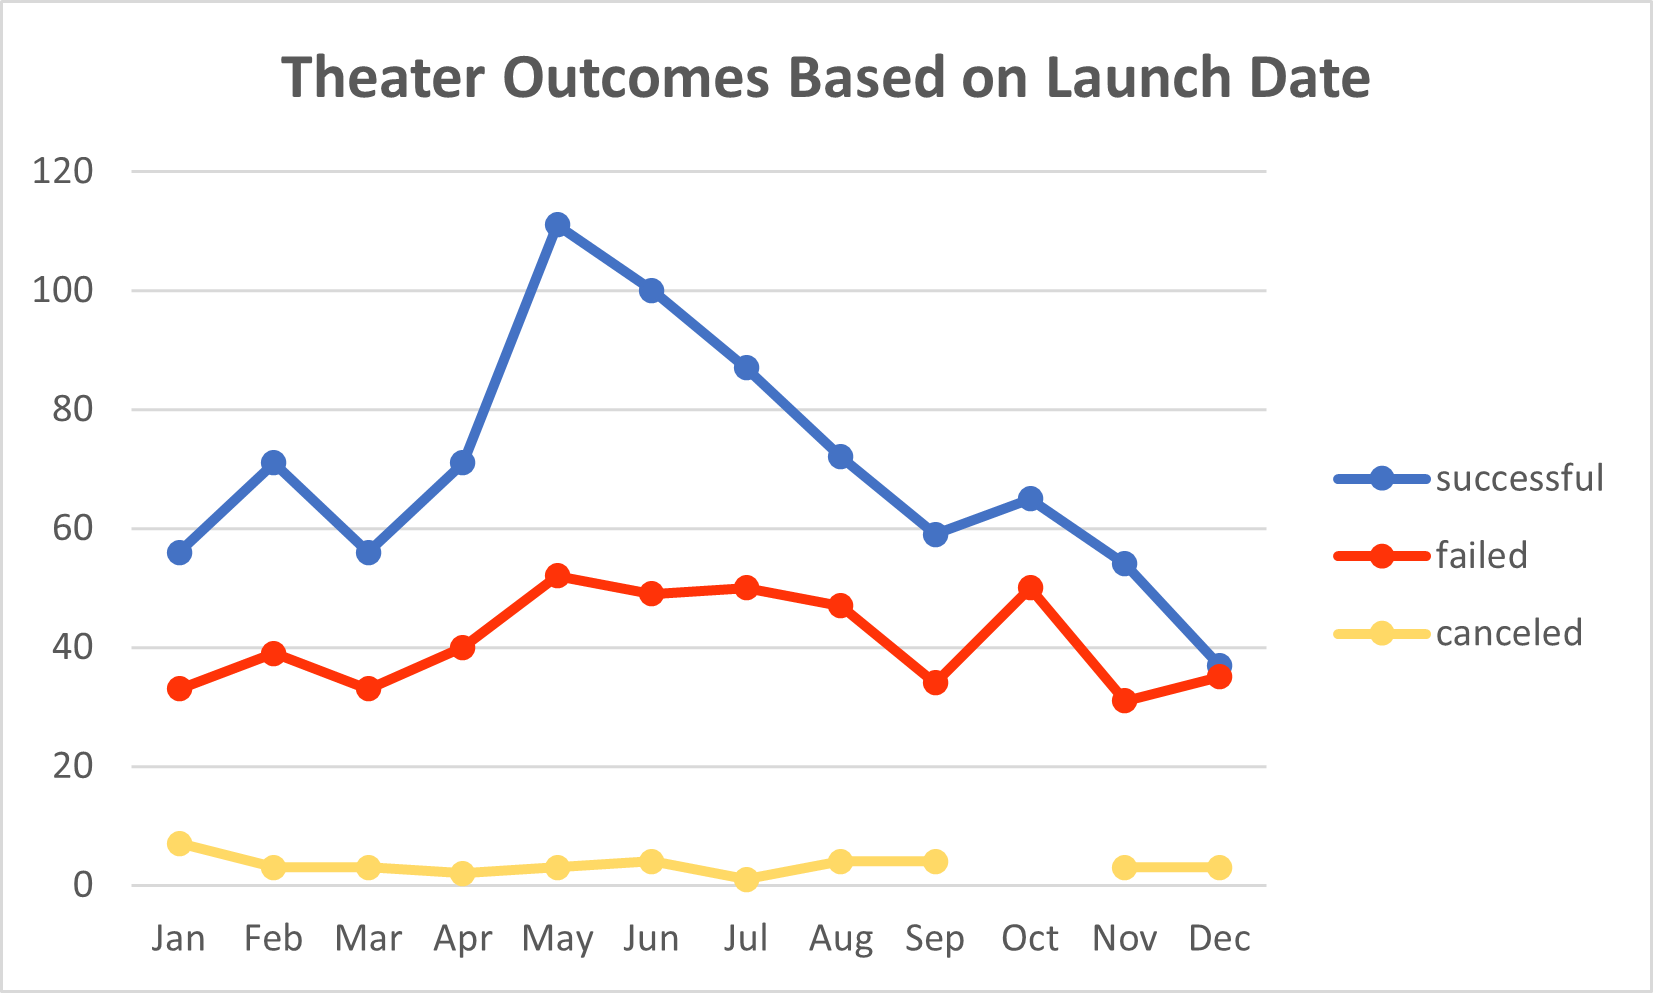 Theater Outcomes Based on Launch Date
120
100
80
60
40
20
0
Jan Feb Mar Apr May Jun Jul Aug Sep Oct Nov Dec
successful
failed
canceled